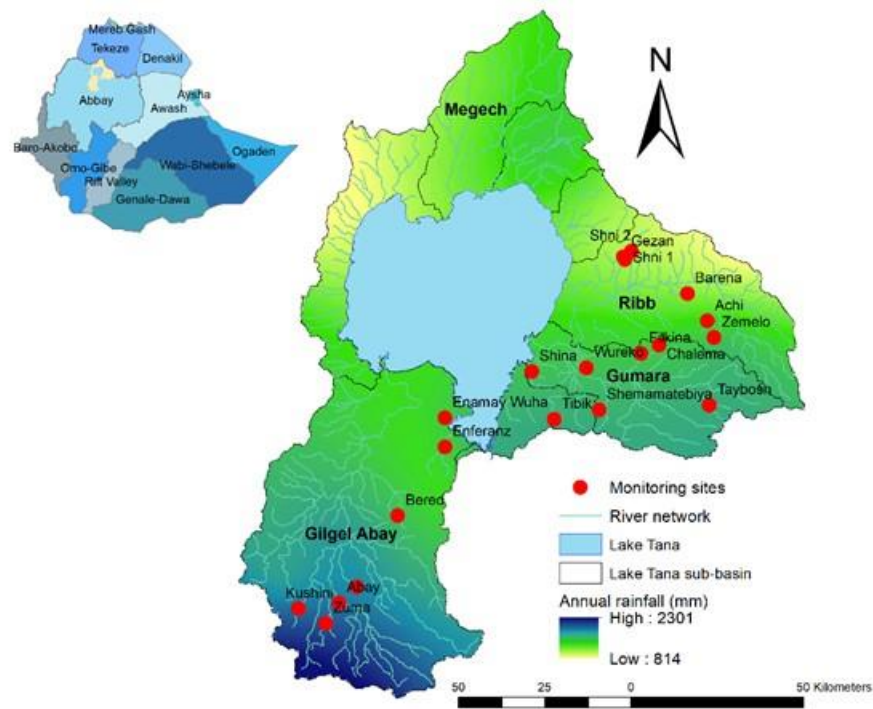 Mereb Gash
Tekeze
Denakil
Aysha
Abbay
Awash
Baro-Akobo
Ogaden
Omo-Gibe
Wabi-Shebele
Rift Valley
Genale-Dawa
N
Megech
Shni 2
Gezan
Shni 1
Barena
Ribb
Achi
Zemelo
Fakina
Shina
Wureko
Chalema
Gumara
Shemamatebiya
Taybosh
Enamay Wuha
Tibiki
Enferanz
Bered
Gilgel Abay
Abay
Kushini
Zuma
Monitoring sites
River network
Lake Tana
Lake Tana sub-basin
Annual rainfall (mm)
High : 2301
Low : 814
50 25 0 50 Kilometers